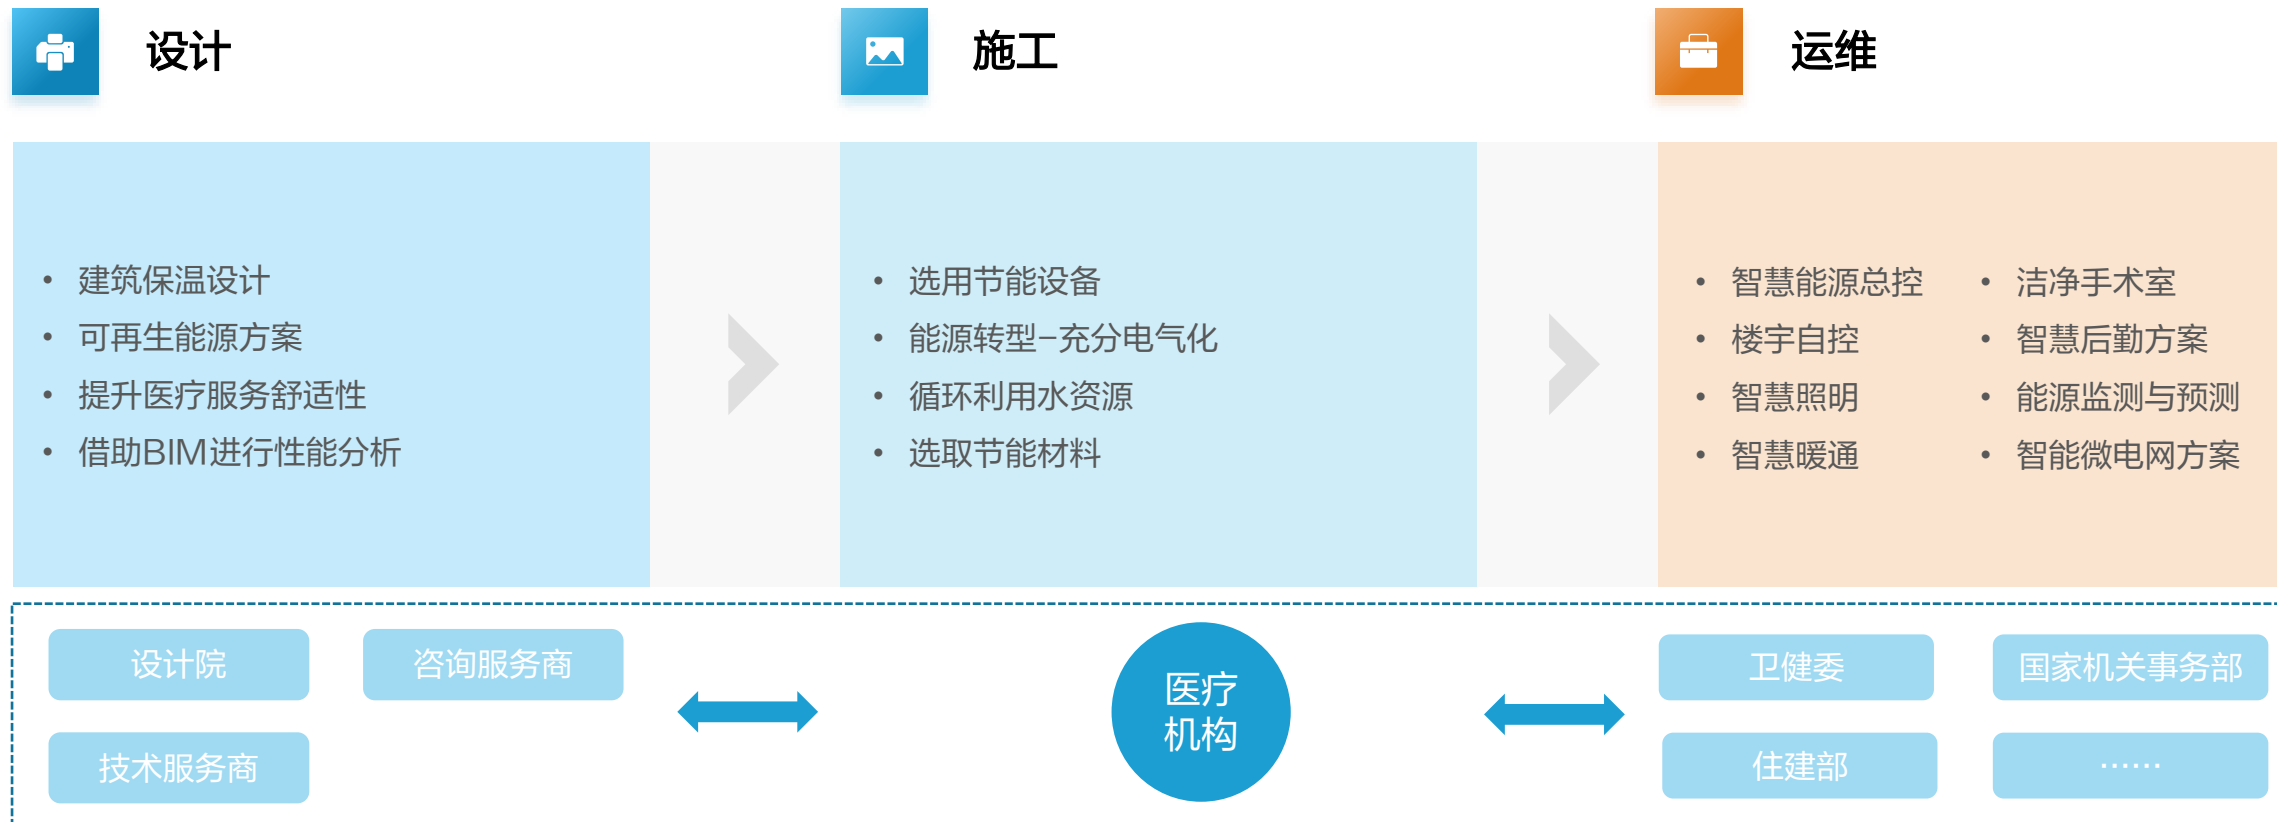 设计
施工
运维
• 建筑保温设计
• 可再生能源方案
• 提升医疗服务舒适性
• 借助BIM进行性能分析
• 选用节能设备
• 能源转型–充分电气化
• 循环利用水资源
• 选取节能材料
• 智慧能源总控
• 楼宇自控
• 智慧照明
• 智慧暖通
• 洁净手术室
• 智慧后勤方案
• 能源监测与预测
• 智能微电网方案
设计院
咨询服务商
技术服务商
医疗
机构
卫健委
国家机关事务部
住建部
······